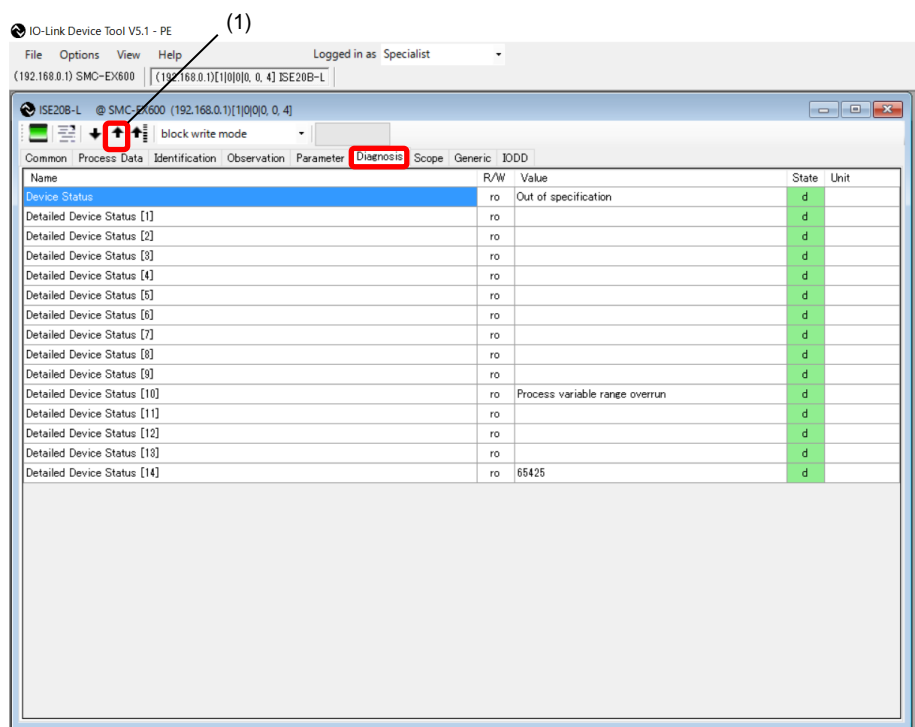 (1)
IO-Link Device Tool V5.1 - PE
File Options View Help Logged in as Specialist
(192.168.0.1) SMC-EX600 (192.168.0.1)[1|0|0|0, 0, 4] ISE20B-L
ISE20B-L @ SMC-EX600 (192.168.0.1)[1|0|0|0, 0, 4]
block write mode
Common Process Data Identification Observation Parameter Diagnosis Scope Generic IODD
Name R/W Value State Unit
Device Status ro Out of specification d
Detailed Device Status [1] ro d
Detailed Device Status [2] ro d
Detailed Device Status [3] ro d
Detailed Device Status [4] ro d
Detailed Device Status [5] ro d
Detailed Device Status [6] ro d
Detailed Device Status [7] ro d
Detailed Device Status [8] ro d
Detailed Device Status [9] ro d
Detailed Device Status [10] ro Process variable range overrun d
Detailed Device Status [11] ro d
Detailed Device Status [12] ro d
Detailed Device Status [13] ro d
Detailed Device Status [14] ro 65425 d